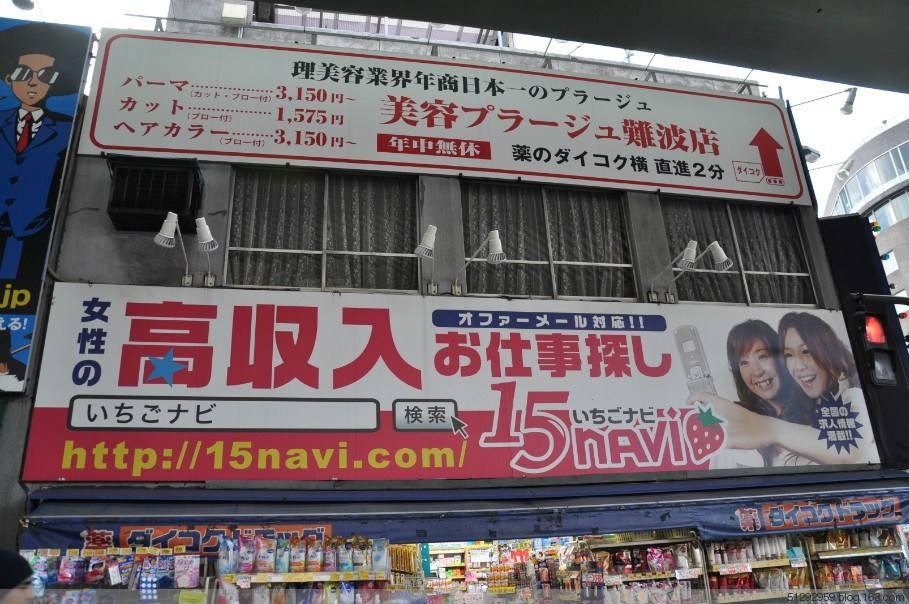 理美容業界年商日本一のプラージュ
パーマ……………3,150円~
(カット・ブロー付)
カット……………1,575円
(ブロー付)
ヘアカラー………3,150円~
美容プラージュ難波店
年中無休
薬のダイコク横 直進2分
ダイコク
.jp
える!
女性の
高収入
オファーメール対応!!
お仕事探し
いちごナビ
検索
15
いちごナビ
navi
http://15navi.com/
全国の
求人情報
満載!!
薬 ダイコクドラッグ
薬 ダイコクドラッグ
51292959.blog.163.com